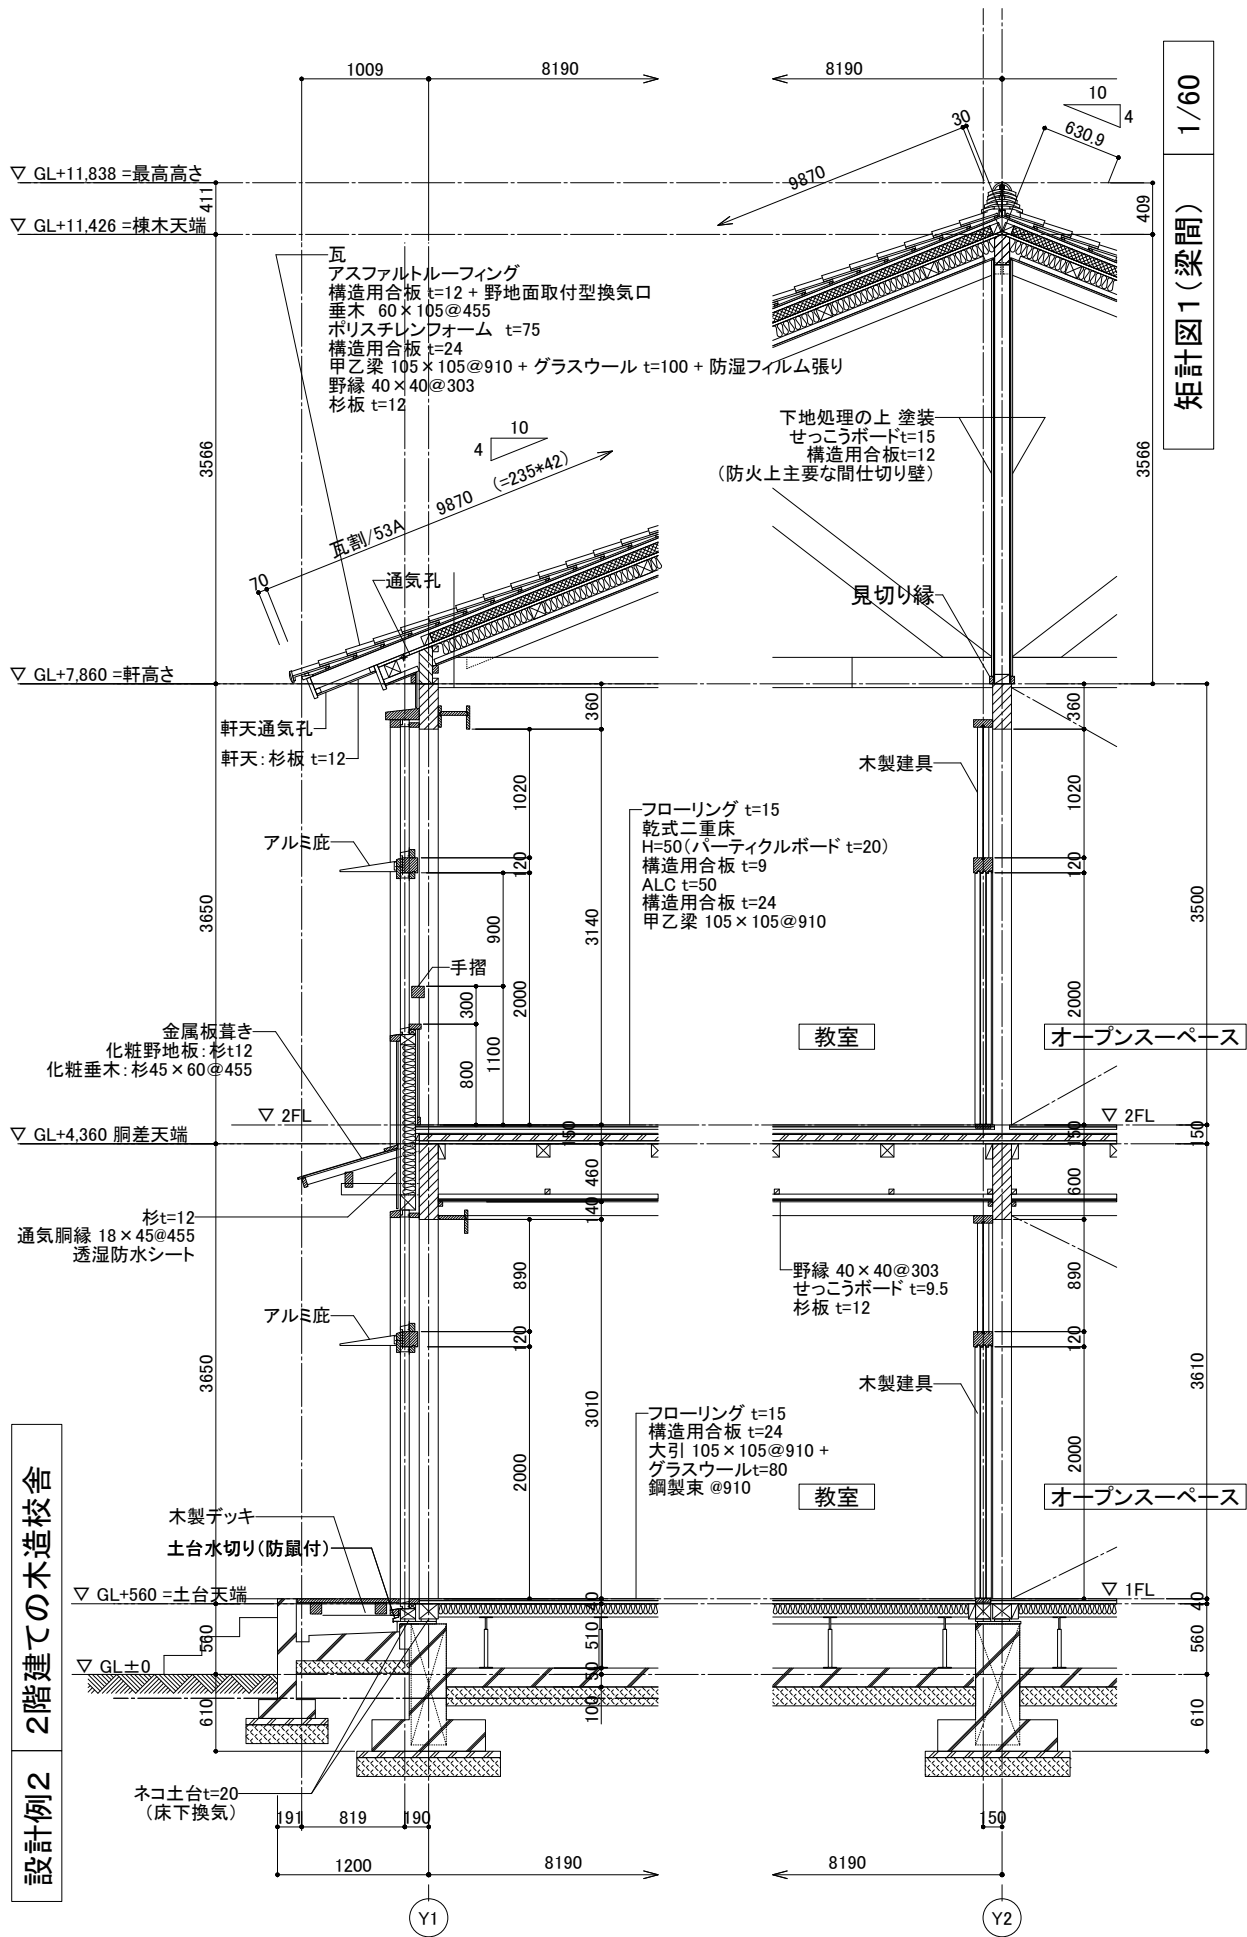 1009
8190
8190
10
4
30
630.9
9870
1/60
矩計図1(梁間)
▽ GL+11,838 =最高高さ
411
409
▽ GL+11,426 =棟木天端
瓦
アスファルトルーフィング
構造用合板 t=12 + 野地面取付型換気口
垂木 60×105@455
ポリスチレンフォーム t=75
構造用合板 t=24
甲乙梁 105×105@910 + グラスウール t=100 + 防湿フィルム張り
野縁 40×40@303
杉板 t=12
下地処理の上 塗装
せっこうボードt=15
構造用合板t=12
(防火上主要な間仕切り壁)
3566
3566
10
4
9870 (=235*42)
瓦割/53A
70
通気孔
見切り縁
▽ GL+7,860 =軒高さ
軒天通気孔
軒天:杉板 t=12
360
360
木製建具
1020
1020
フローリング t=15
乾式二重床
H=50(パーティクルボード t=20)
構造用合板 t=9
ALC t=50
構造用合板 t=24
甲乙梁 105×105@910
アルミ庇
120
120
3650
900
3140
3500
手摺
300
2000
2000
金属板葺き
化粧野地板:杉t12
化粧垂木:杉45×60@455
教室
オープンスーペース
800
1100
▽ 2FL
▽ 2FL
▽ GL+4,360 胴差天端
150
150
150
460
600
140
杉t=12
通気胴縁 18×45@455
透湿防水シート
野縁 40×40@303
せっこうボード t=9.5
杉板 t=12
890
890
アルミ庇
120
120
3650
3610
木製建具
3010
フローリング t=15
構造用合板 t=24
大引 105×105@910 +
グラスウールt=80
鋼製束 @910
2000
2000
教室
オープンスーペース
木製デッキ
土台水切り(防鼠付)
▽ GL+560 =土台天端
▽ 1FL
40
40
560
510
560
▽ GL±0
50
610
100
610
ネコ土台t=20
(床下換気)
191
819
190
150
1200
8190
8190
Y1
Y2
設計例2
2階建ての木造校舎